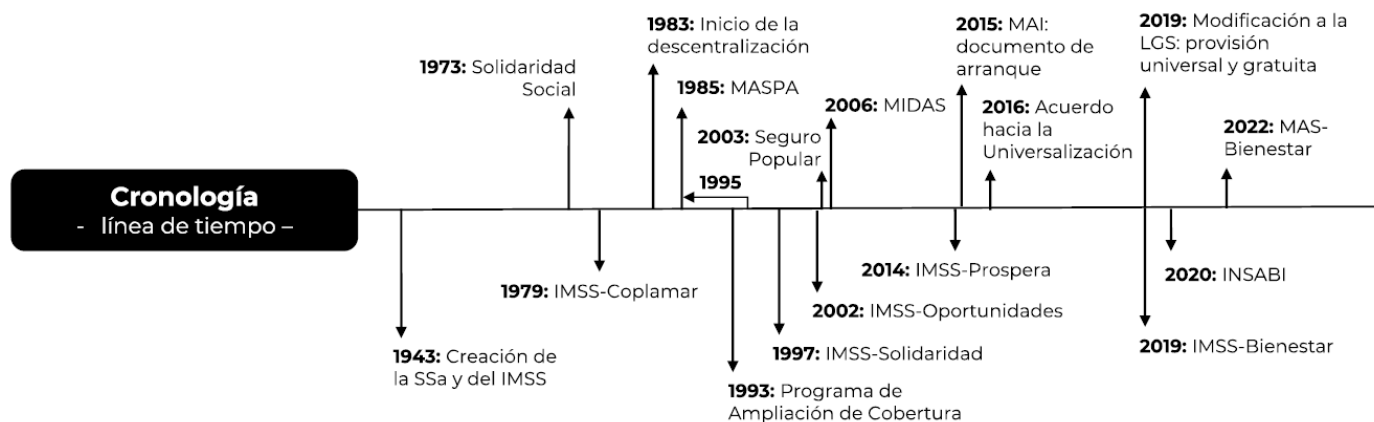 Cronología
- línea de tiempo –
1943: Creación de
la SSa y del IMSS
1973: Solidaridad
Social
1979: IMSS-Coplamar
1983: Inicio de la
descentralización
1985: MASPA
1995
1993: Programa de
Ampliación de Cobertura
1997: IMSS-Solidaridad
2002: IMSS-Oportunidades
2003: Seguro
Popular
2006: MIDAS
2014: IMSS-Prospera
2015: MAI:
documento de
arranque
2016: Acuerdo
hacia la
Universalización
2019: Modificación a la
LGS: provisión
universal y gratuita
2019: IMSS-Bienestar
2020: INSABI
2022: MAS-
Bienestar